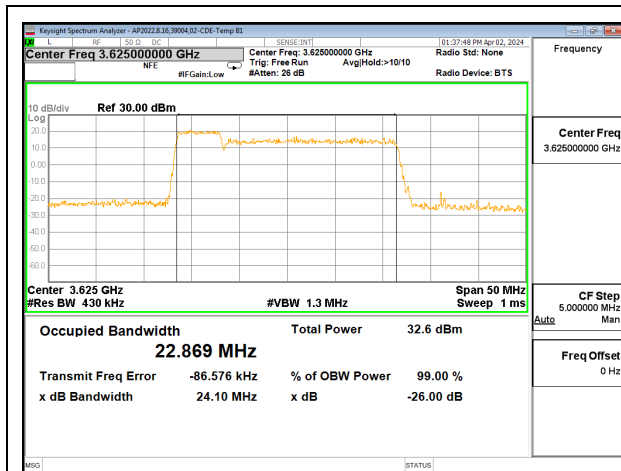 Keysight Spectrum Analyzer - AP2022.8.16,39004,02-CDE-Temp B1
LXI L RF 50 Ω DC SENSE:INT 01:37:48 PM Apr 02, 2024
Center Freq 3.625000000 GHz
NFE
#IFGain:Low
Center Freq: 3.625000000 GHz
Trig: Free Run Avg|Hold:>10/10
#Atten: 26 dB
Radio Std: None
Radio Device: BTS
Frequency
10 dB/div Ref 30.00 dBm
Log
20.0
10.0
0.00
-10.0
-20.0
-30.0
-40.0
-50.0
-60.0
Center 3.625 GHz Span 50 MHz
#Res BW 430 kHz #VBW 1.3 MHz Sweep 1 ms
Occupied Bandwidth Total Power 32.6 dBm
22.869 MHz
Transmit Freq Error -86.576 kHz % of OBW Power 99.00 %
x dB Bandwidth 24.10 MHz x dB -26.00 dB
Center Freq
3.625000000 GHz
CF Step
5.000000 MHz
Auto Man
Freq Offset
0 Hz
MSG STATUS